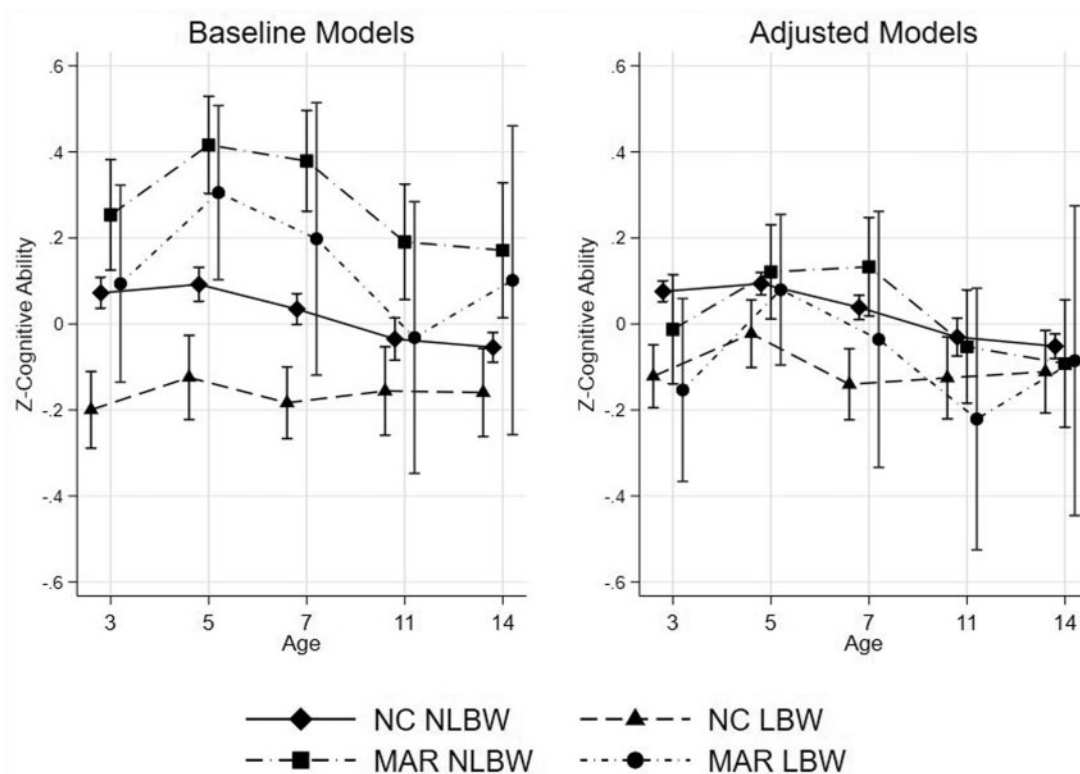 Baseline Models
Adjusted Models
.6
.4
.2
0
-.2
-.4
-.6
Z-Cognitive Ability
3 5 7 11 14
Age
.6
.4
.2
0
-.2
-.4
-.6
Z-Cognitive Ability
3 5 7 11 14
Age
NC NLBW
NC LBW
MAR NLBW
MAR LBW